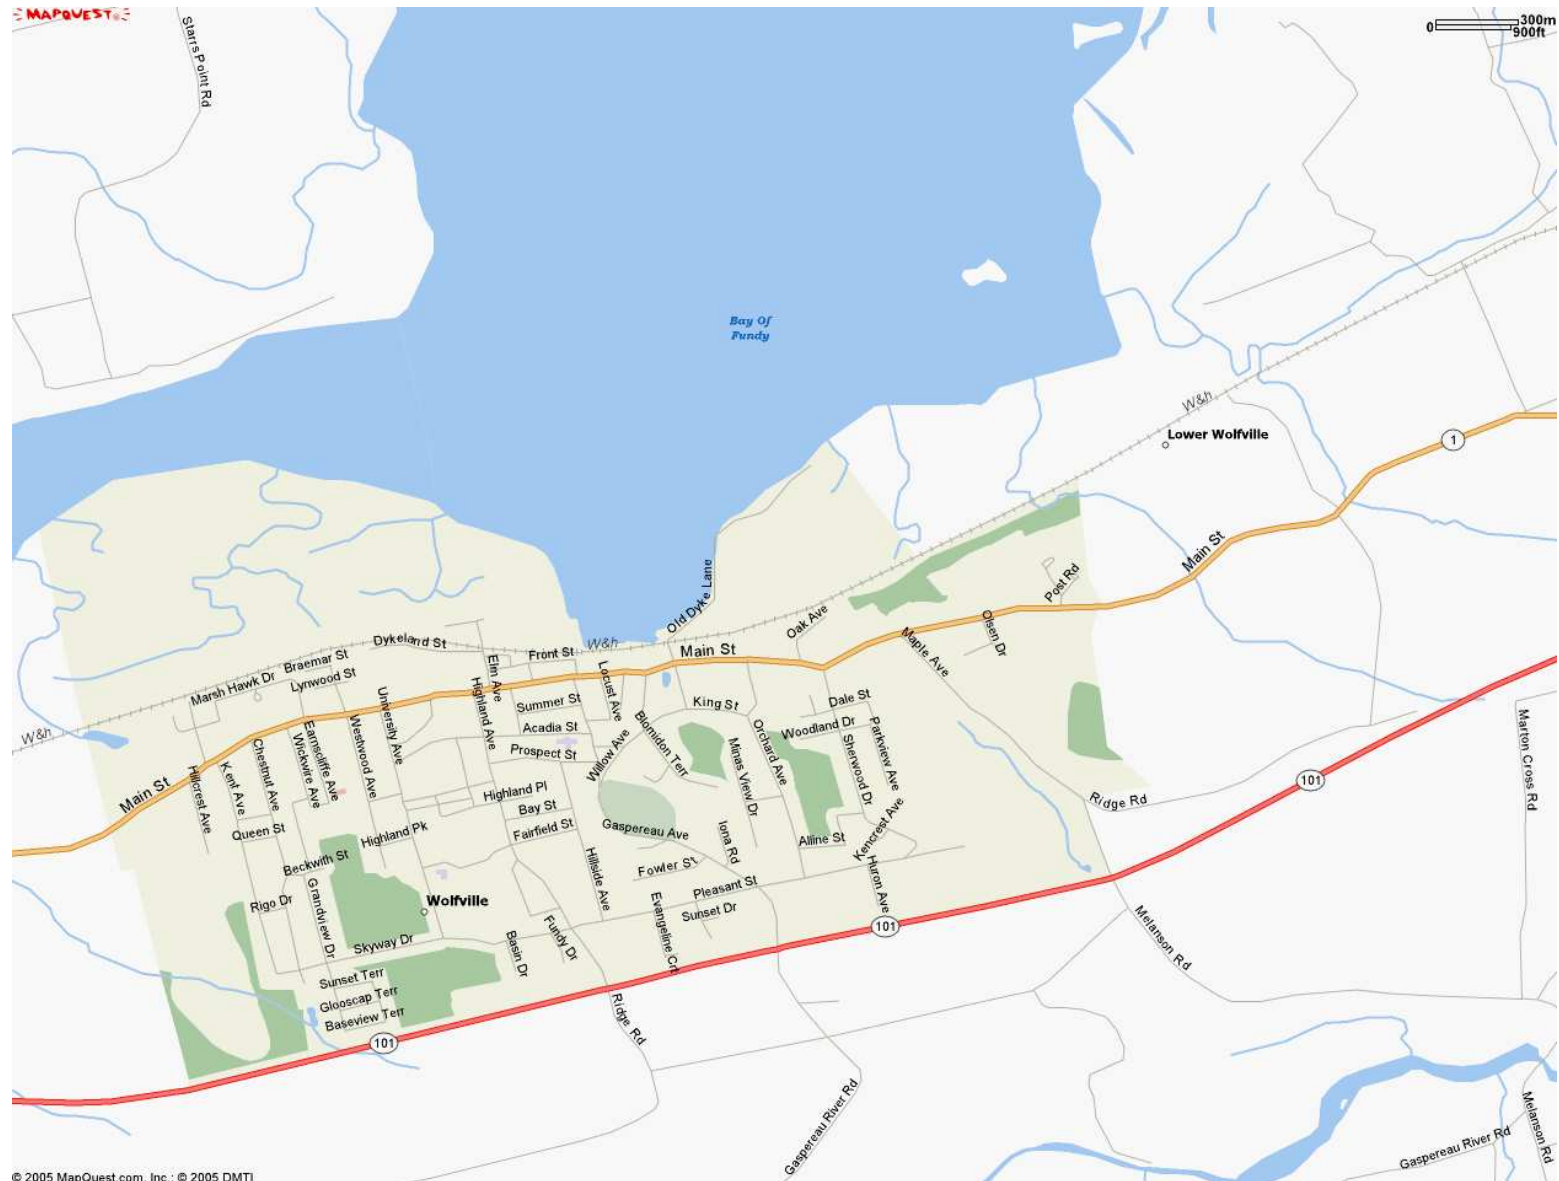 MAPQUEST
0
300m
900ft
Starrs Point Rd
Bay Of
Fundy
W&h
Lower Wolfville
1
Main St
Old Dyke Lane
Post Rd
Oak Ave
Olsen Dr
Maple Ave
W&h
Main St
Front St
Dykeland St
Braemar St
Lynwood St
Marsh Hawk Dr
W&h
Elm Ave
Locust Ave
Highland Ave
University Ave
Summer St
Acadia St
Prospect St
King St
Willow Ave
Blomidon Terr
Minas View Dr
Orchard Ave
Dale St
Woodland Dr
Sherwood Dr
Parkview Ave
Main St
Hillcrest Ave
Kent Ave
Chestnut Ave
Wickwire Ave
Earnscliffe Ave
Westwood Ave
Queen St
Highland Pk
Highland Pl
Bay St
Fairfield St
Gaspereau Ave
Iona Rd
Alline St
Kencrest Ave
Ridge Rd
101
Marton Cross Rd
Beckwith St
Rigo Dr
Grandview Dr
Wolfville
Hillside Ave
Fowler St
Pleasant St
Huron Ave
Sunset Dr
Evangeline Crt
101
Skyway Dr
Basin Dr
Fundy Dr
Melanson Rd
Sunset Terr
Glooscap Terr
Baseview Terr
101
Ridge Rd
Gaspereau River Rd
Gaspereau River Rd
Melanson Rd
© 2005 MapQuest.com, Inc.; © 2005 DMTI